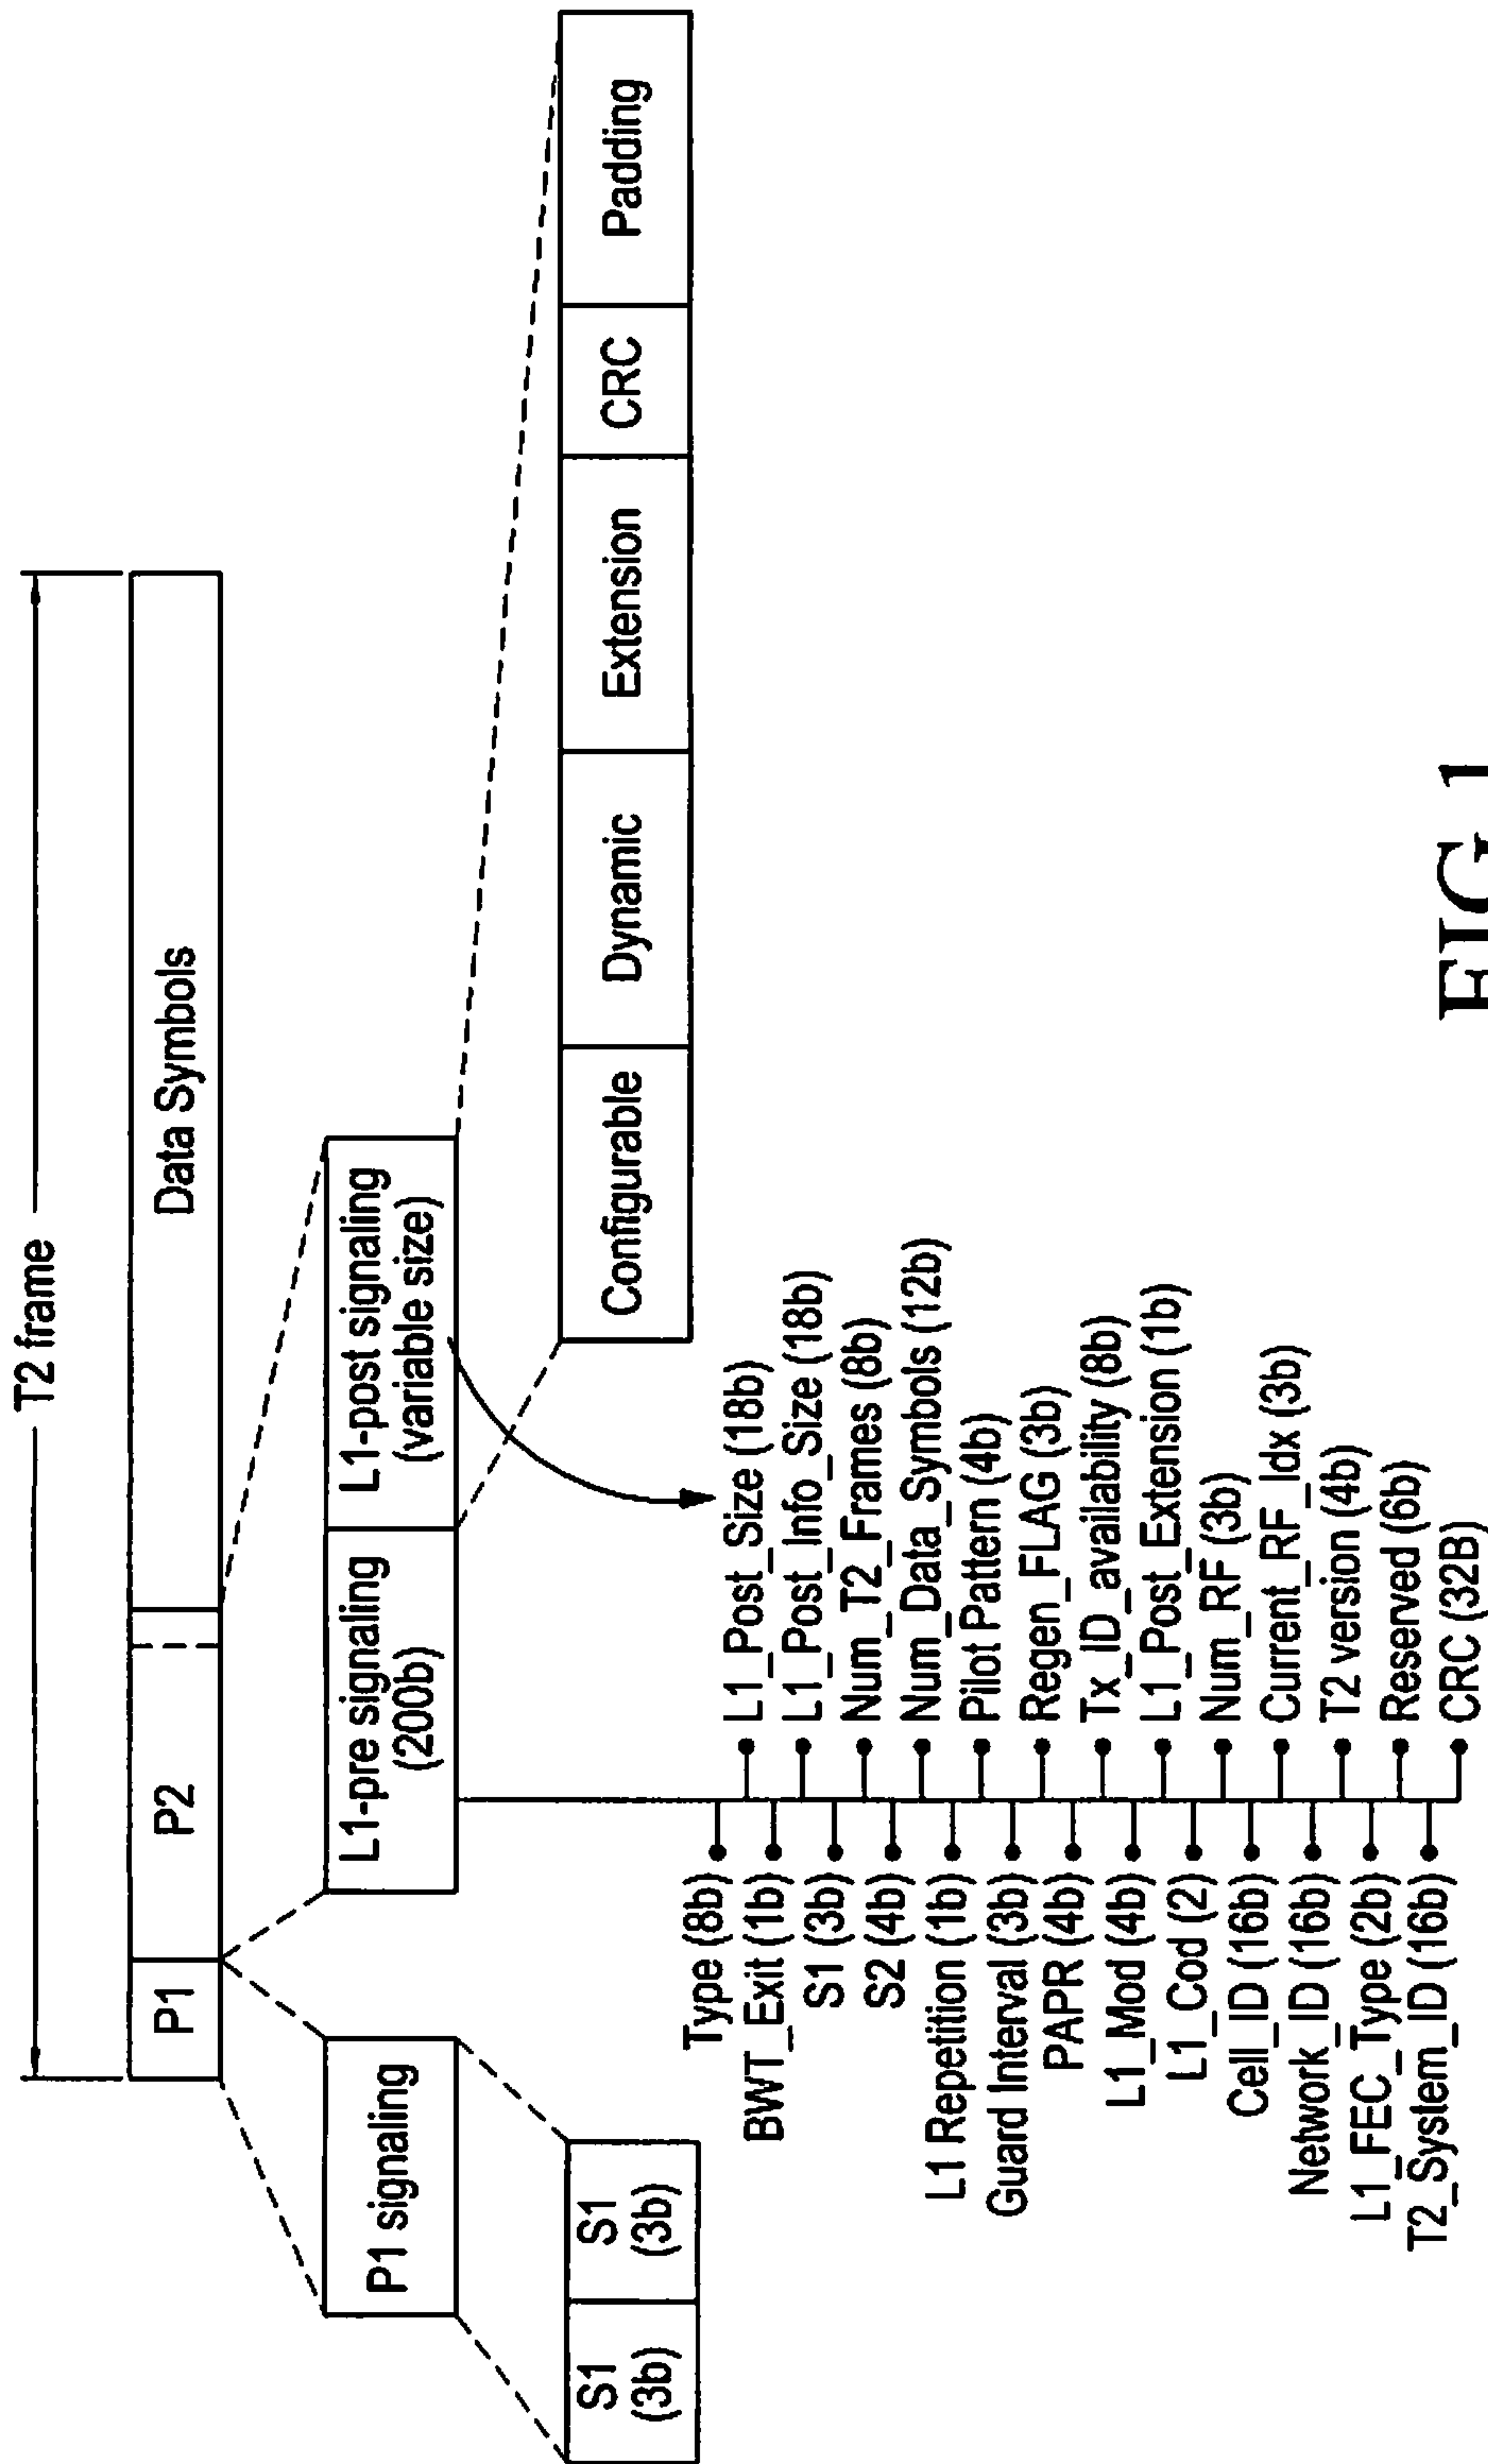 T2 frame
P1
P2
Data Symbols
P1 signaling
L1-pre signaling
(200b)
L1-post signaling
(variable size)
S1
(3b)
S1
(3b)
Configurable
Dynamic
Extension
CRC
Padding
Type (8b)
BWT_Exit (1b)
S1 (3b)
S2 (4b)
L1 Repetition (1b)
Guard Interval (3b)
PAPR (4b)
L1_Mod (4b)
L1_Cod (2)
Cell_ID (16b)
Network_ID (16b)
L1_FEC_Type (2b)
T2_System_ID (16b)
L1_Post_Size (18b)
L1_Post_Info_Size (18b)
Num_T2_Frames (8b)
Num_Data_Symbols (12b)
Pilot Pattern (4b)
Regen_FLAG (3b)
Tx_ID_availability (8b)
L1_Post_Extension (1b)
Num_RF (3b)
Current_RF_Idx (3b)
T2 version (4b)
Reserved (6b)
CRC (32B)
FIG.1